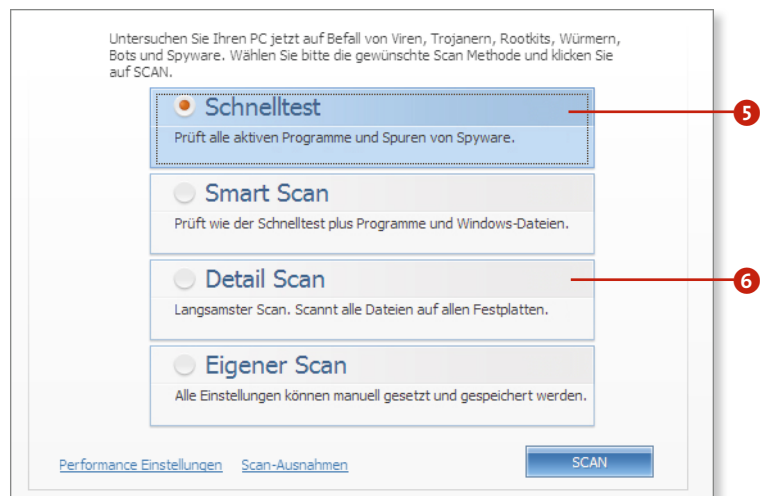 Untersuchen Sie Ihren PC jetzt auf Befall von Viren, Trojanern, Rootkits, Würmern,
Bots und Spyware. Wählen Sie bitte die gewünschte Scan Methode und klicken Sie
auf SCAN.
Schnelltest
5
Prüft alle aktiven Programme und Spuren von Spyware.
Smart Scan
Prüft wie der Schnelltest plus Programme und Windows-Dateien.
Detail Scan
6
Langsamster Scan. Scannt alle Dateien auf allen Festplatten.
Eigener Scan
Alle Einstellungen können manuell gesetzt und gespeichert werden.
Performance Einstellungen Scan-Ausnahmen SCAN